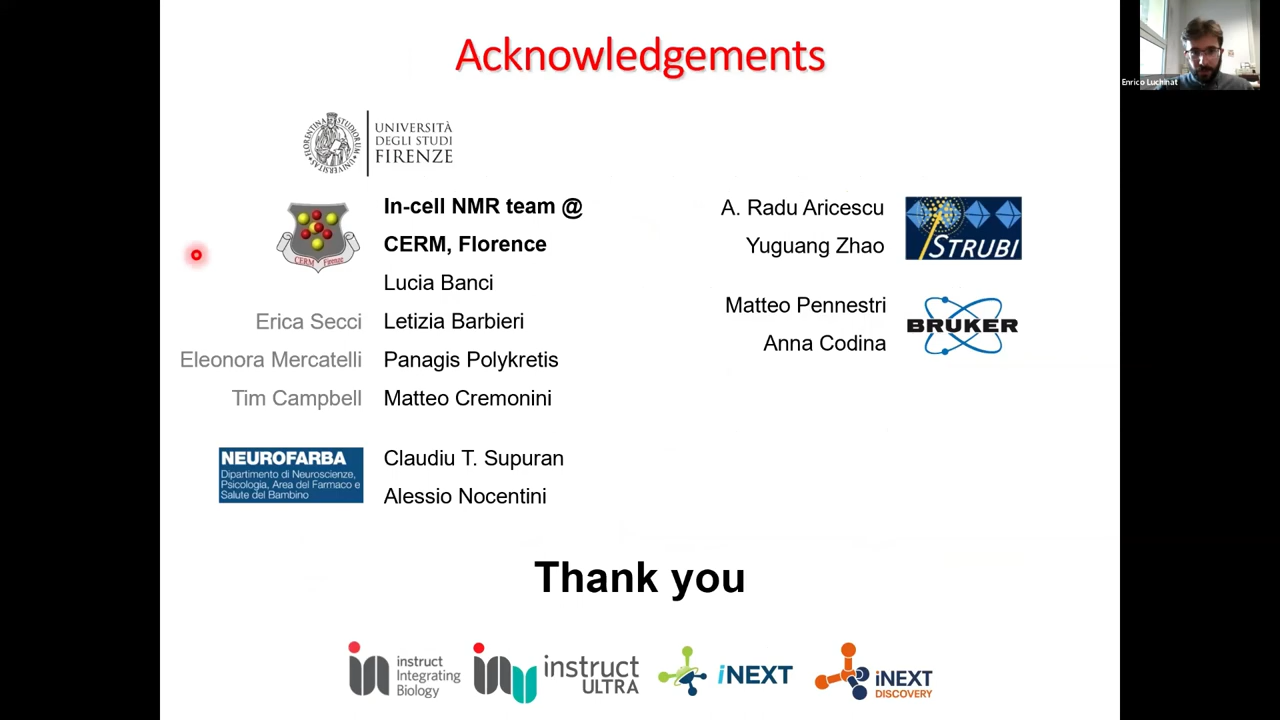 Acknowledgements
Enrico Luchinat
UNIVERSITÀ
DEGLI STUDI
FIRENZE
In-cell NMR team @
CERM, Florence
CERM Firenze
Lucia Banci
Erica Secci Letizia Barbieri
Eleonora Mercatelli Panagis Polykretis
Tim Campbell Matteo Cremonini
NEUROFARBA
Dipartimento di Neuroscienze,
Psicologia, Area del Farmaco e
Salute del Bambino
Claudiu T. Supuran
Alessio Nocentini
A. Radu Aricescu
Yuguang Zhao
STRUBI
Matteo Pennestri
Anna Codina
BRUKER
Thank you
instruct
Integrating
Biology
instruct
ULTRA
iNEXT
iNEXT
DISCOVERY